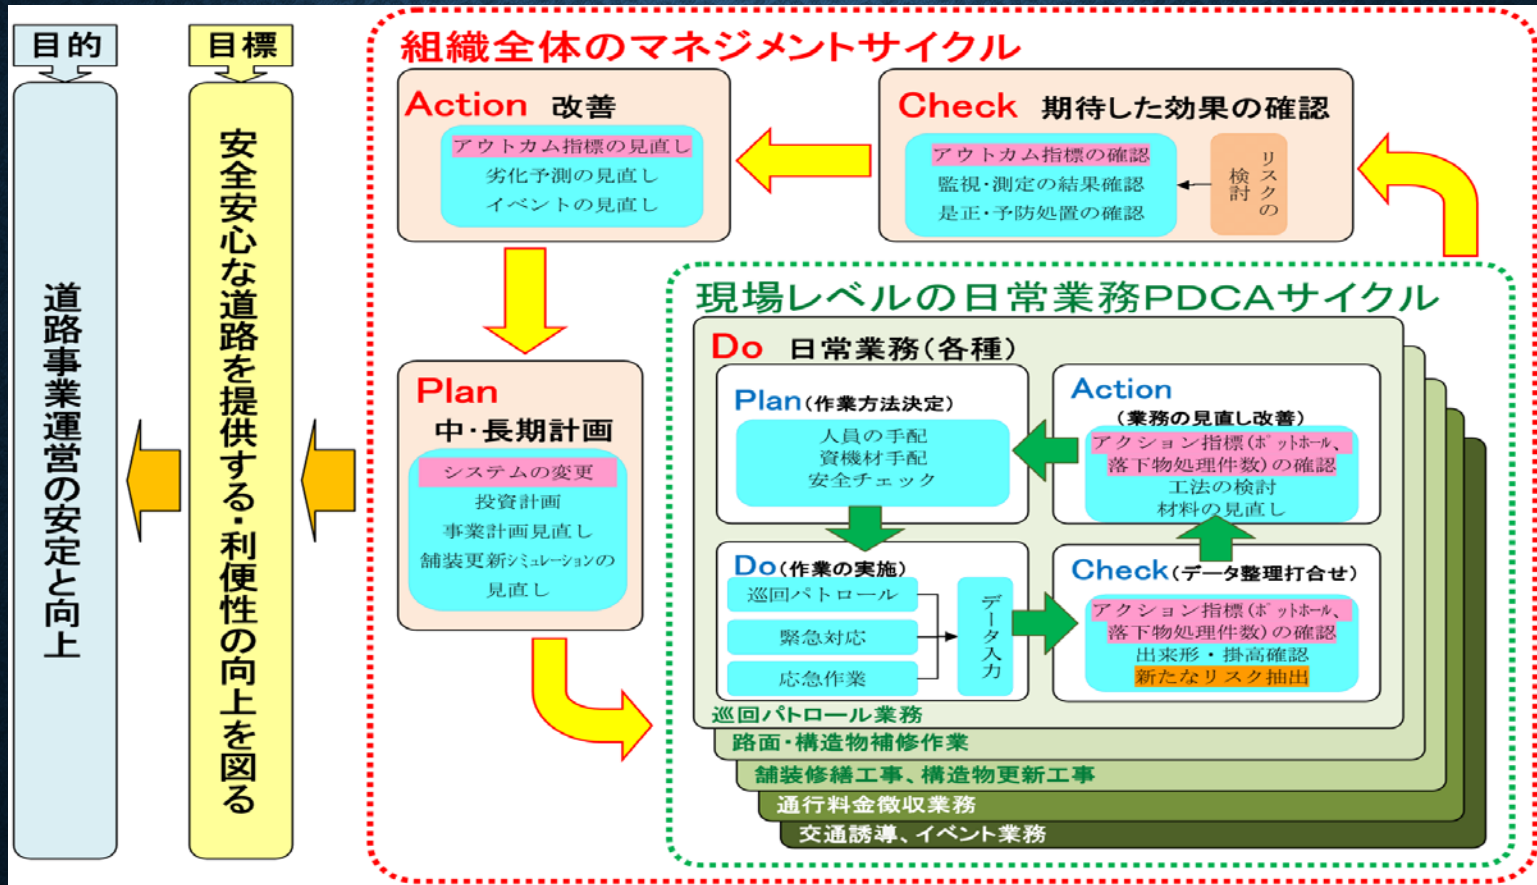 目的
道路事業運営の安定と向上
目標
安全安心な道路を提供する・利便性の向上を図る
組織全体のマネジメントサイクル
Action 改善
アウトカム指標の見直し
劣化予測の見直し
イベントの見直し
Check 期待した効果の確認
アウトカム指標の確認
監視・測定の結果確認
是正・予防処置の確認
リスクの
検討
Plan
中・長期計画
システムの変更
投資計画
事業計画見直し
舗装更新シミュレーションの
見直し
現場レベルの日常業務PDCAサイクル
Do 日常業務(各種)
Plan(作業方法決定)
人員の手配
資機材手配
安全チェック
Action
(業務の見直し改善)
アクション指標(ポットホール、
落下物処理件数)の確認
工法の検討
材料の見直し
Do(作業の実施)
巡回パトロール
緊急対応
応急作業
データ入力
Check(データ整理打合せ)
アクション指標(ポットホール、
落下物処理件数)の確認
出来形・掛高確認
新たなリスク抽出
巡回パトロール業務
路面・構造物補修作業
舗装修繕工事、構造物更新工事
通行料金徴収業務
交通誘導、イベント業務